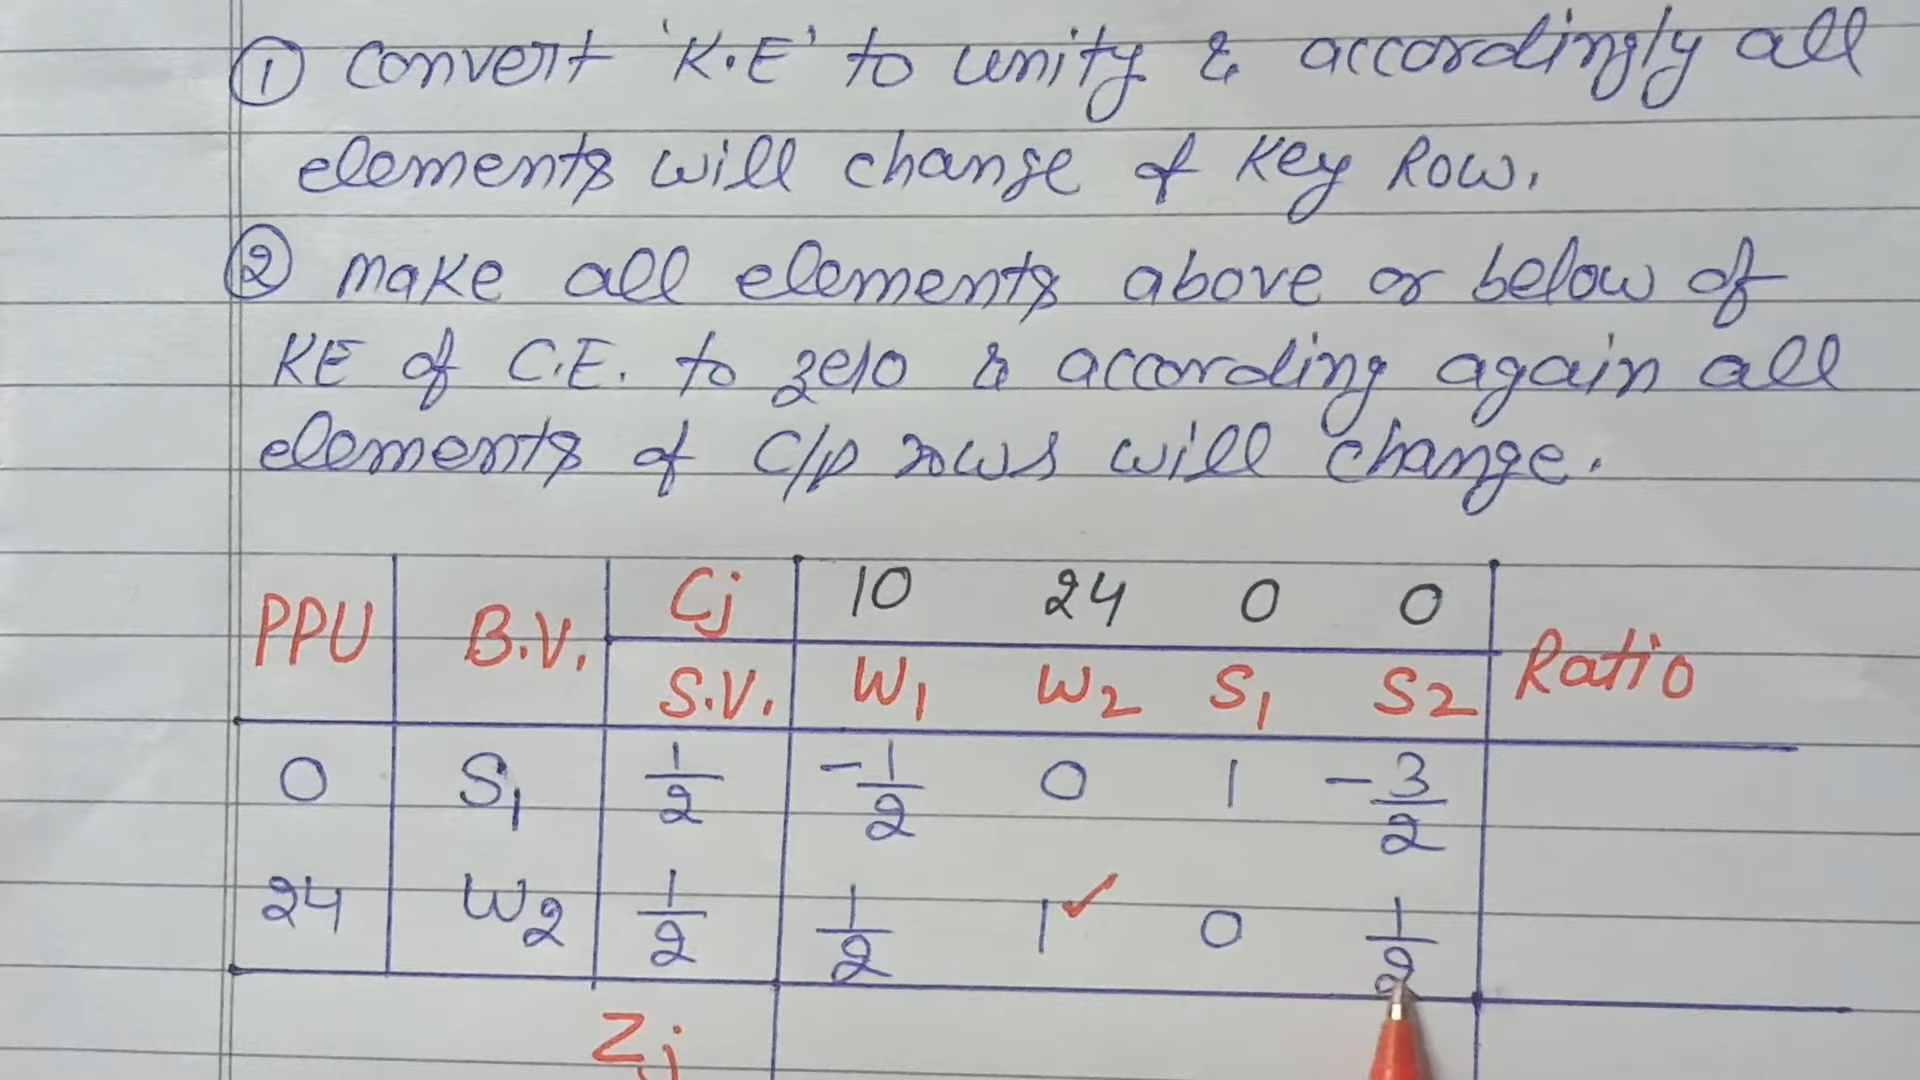 ① Convert 'K.E' to unity & accordingly all
elements will change of Key Row.
② make all elements above or below of
KE of C.E. to zero & according again all
elements of C/P rows will change.
PPU B.V. Cj 10 24 0 0 Ratio
S.V. W1 W2 S1 S2
0 S1 1/2 -1/2 0 1 -3/2
24 W2 1/2 1/2 1✓ 0 1/2
Zj